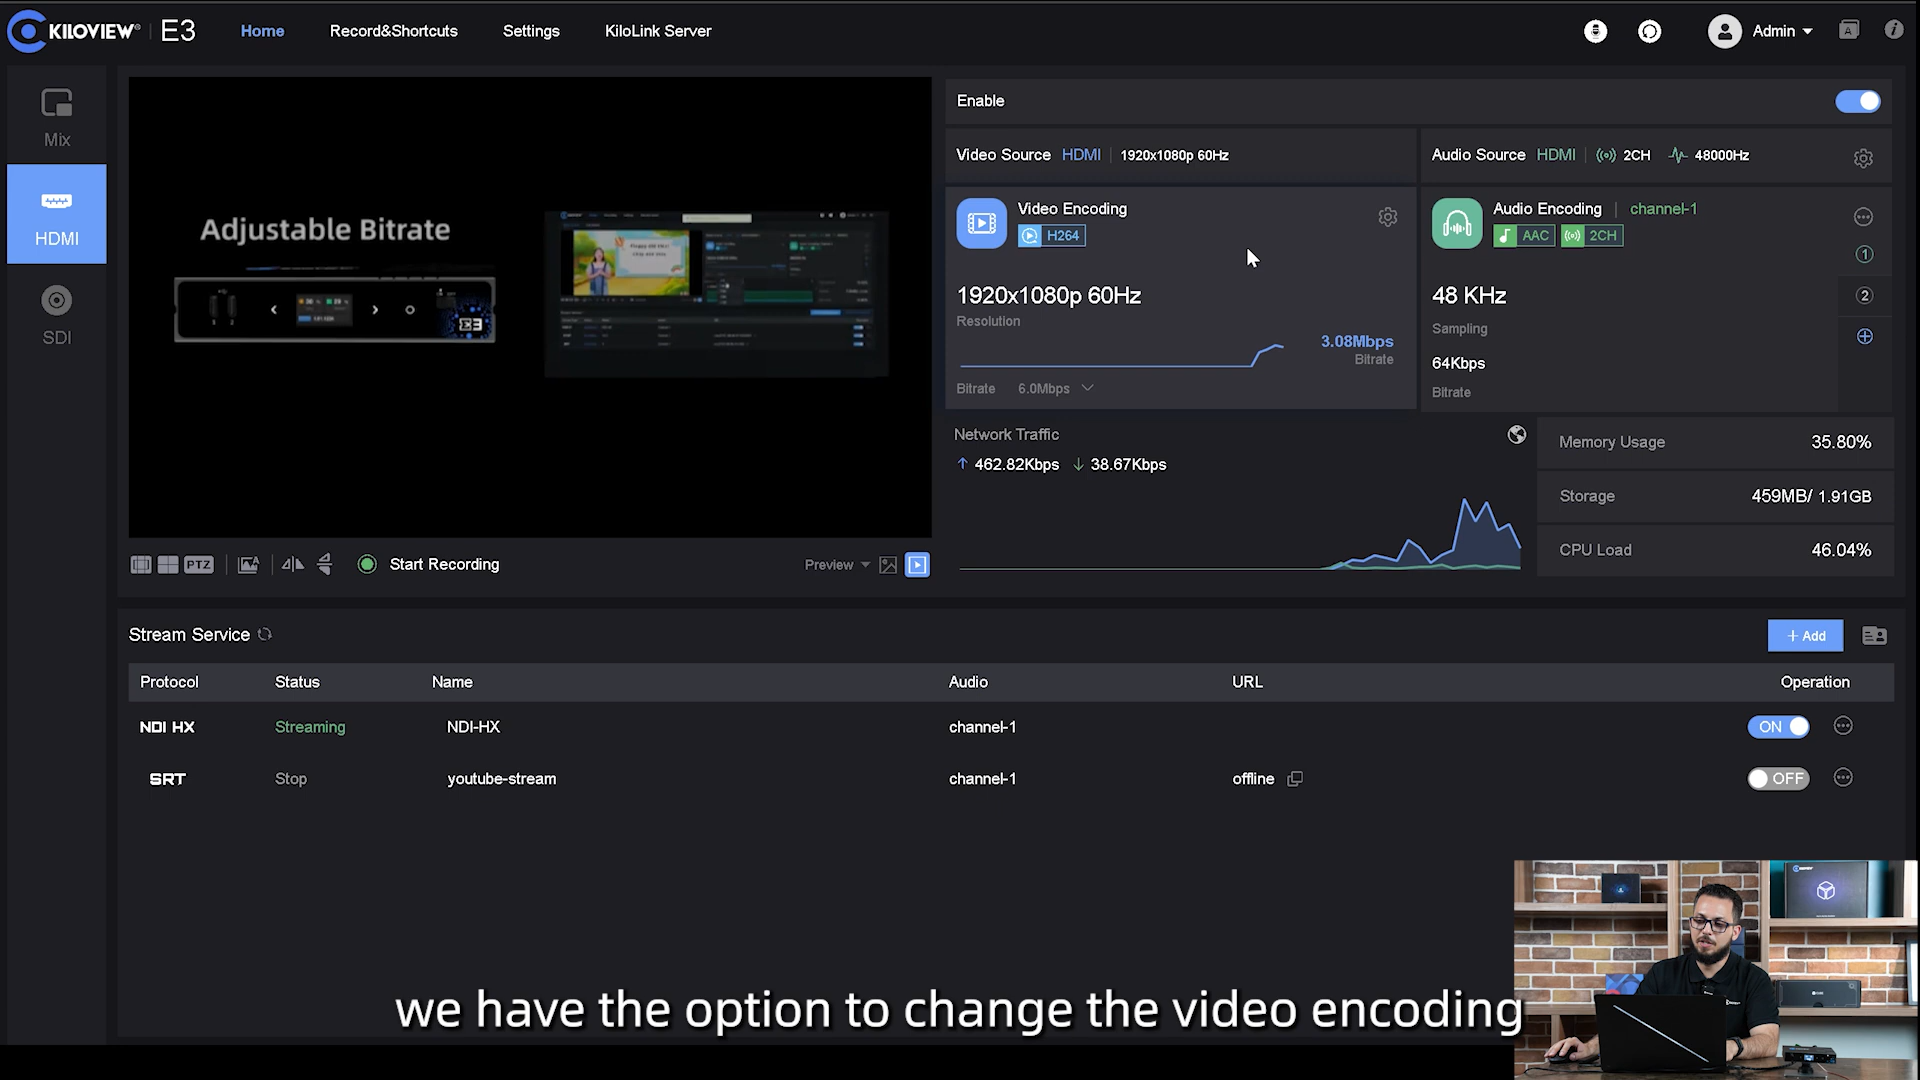 KILOVIEW® E3 Home Record&Shortcuts Settings KiloLink Server Admin
Mix
HDMI
SDI
Adjustable Bitrate
E3
Enable
Video Source HDMI 1920x1080p 60Hz
Audio Source HDMI 2CH 48000Hz
Video Encoding
H264
1920x1080p 60Hz
Resolution
3.08Mbps
Bitrate
Bitrate 6.0Mbps
Audio Encoding channel-1
AAC 2CH
48 KHz
Sampling
64Kbps
Bitrate
1
2
Network Traffic
462.82Kbps 38.67Kbps
Memory Usage 35.80%
Storage 459MB/ 1.91GB
CPU Load 46.04%
PTZ Start Recording Preview
Stream Service + Add
Protocol Status Name Audio URL Operation
NDI HX Streaming NDI-HX channel-1 ON
SRT Stop youtube-stream channel-1 offline OFF
we have the option to change the video encoding